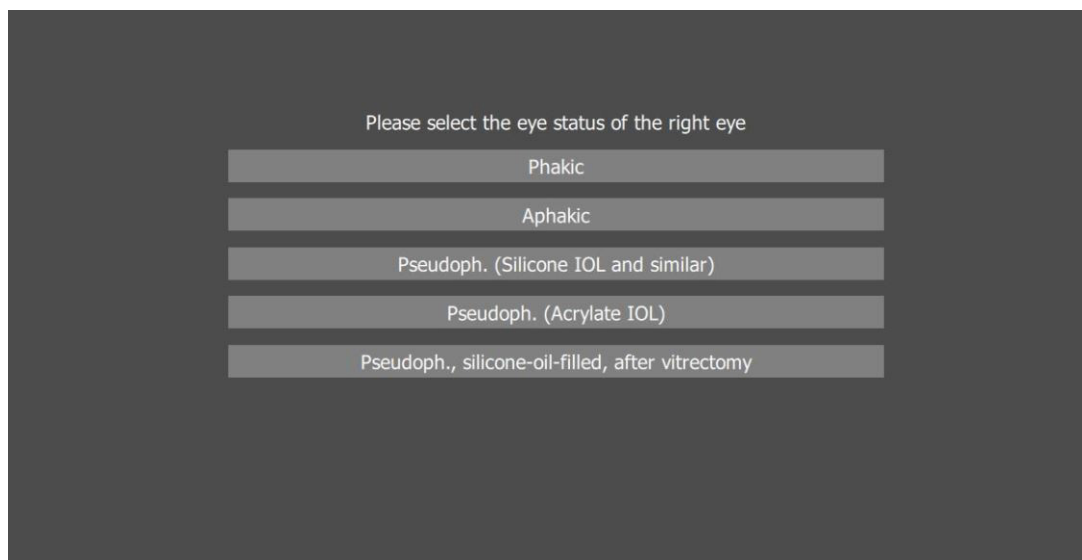 Please select the eye status of the right eye
Phakic
Aphakic
Pseudoph. (Silicone IOL and similar)
Pseudoph. (Acrylate IOL)
Pseudoph., silicone-oil-filled, after vitrectomy